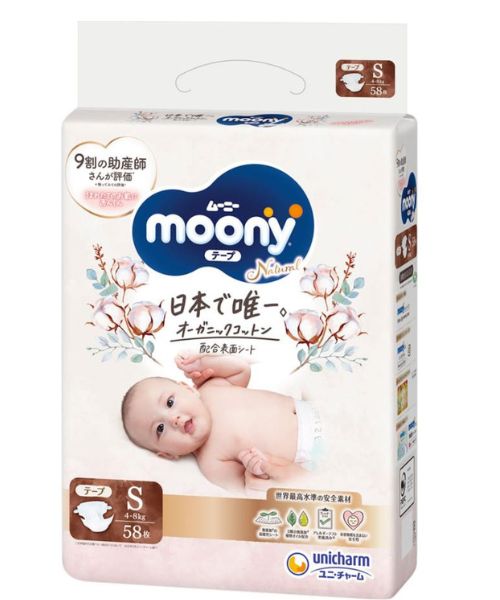 テープ
S
4-8kg
58枚
9割の助産師
さんが評価
ムーニー
moony
テープ
Natural
日本で唯一。
オーガニックコットン
配合表面シート
テープ
S
4-8kg
58枚
世界最高水準の安全素材
unicharm
ユニ・チャーム